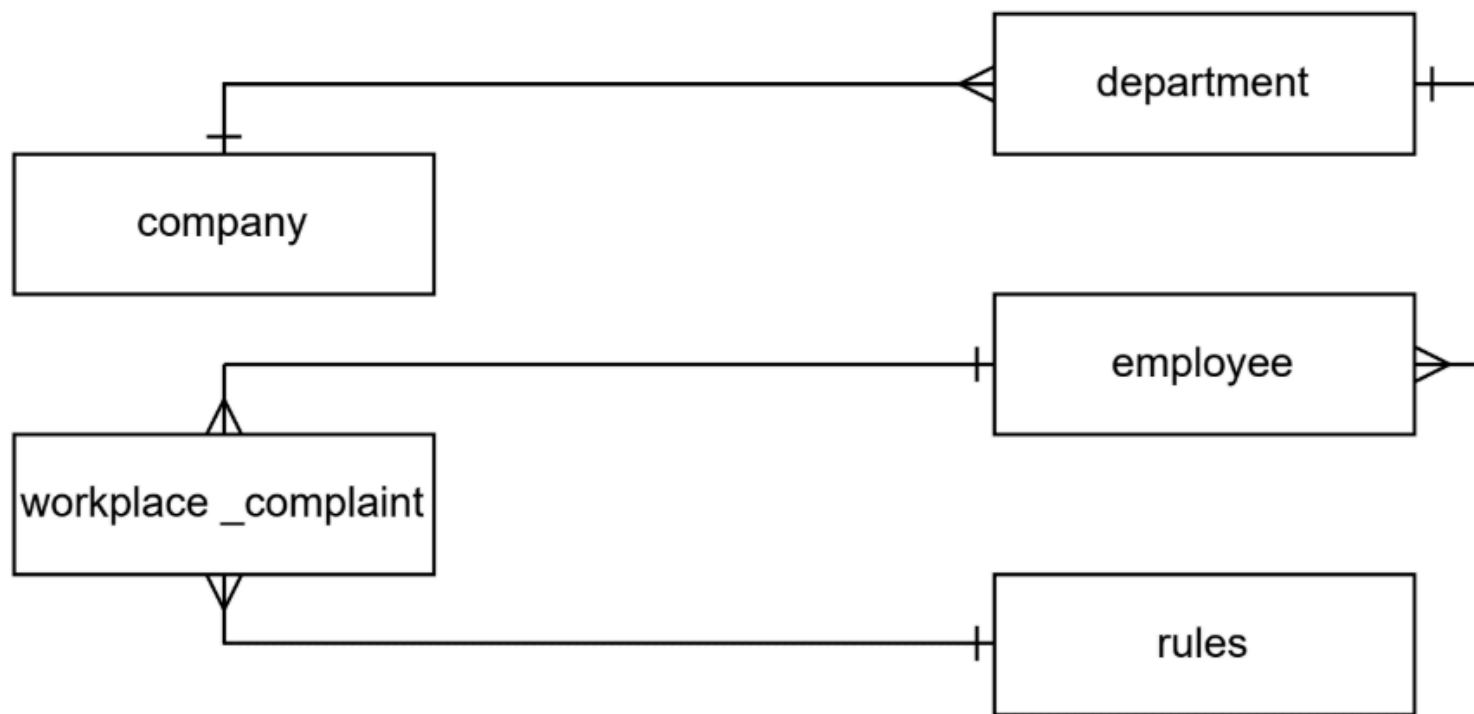 department
company
employee
workplace _complaint
rules